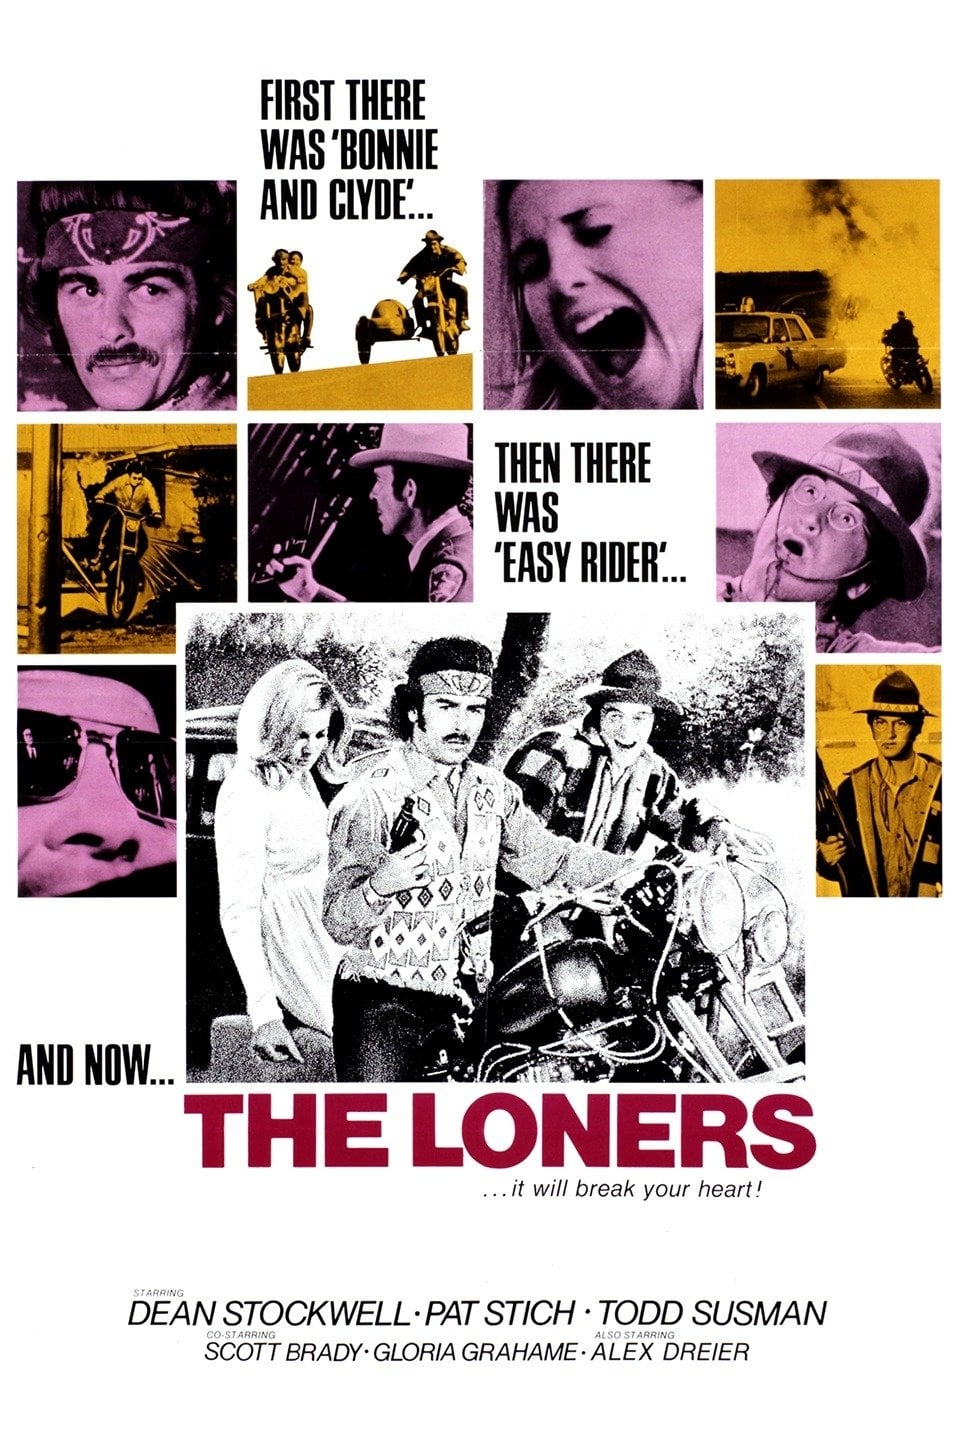 FIRST THERE
WAS 'BONNIE
AND CLYDE'...
THEN THERE
WAS
'EASY RIDER'...
AND NOW...
THE LONERS
...it will break your heart!
STARRING
DEAN STOCKWELL · PAT STICH · TODD SUSMAN
CO-STARRING ALSO STARRING
SCOTT BRADY · GLORIA GRAHAME · ALEX DREIER